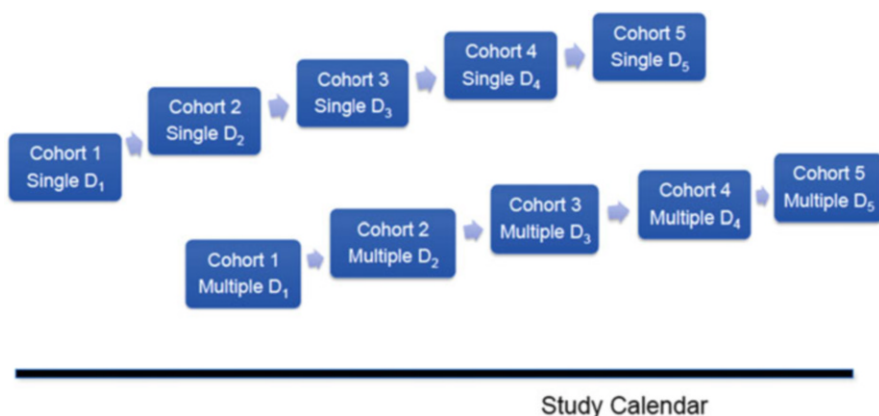 Cohort 1
Single D₁
Cohort 2
Single D₂
Cohort 3
Single D₃
Cohort 4
Single D₄
Cohort 5
Single D₅
Cohort 1
Multiple D₁
Cohort 2
Multiple D₂
Cohort 3
Multiple D₃
Cohort 4
Multiple D₄
Cohort 5
Multiple D₅
Study Calendar